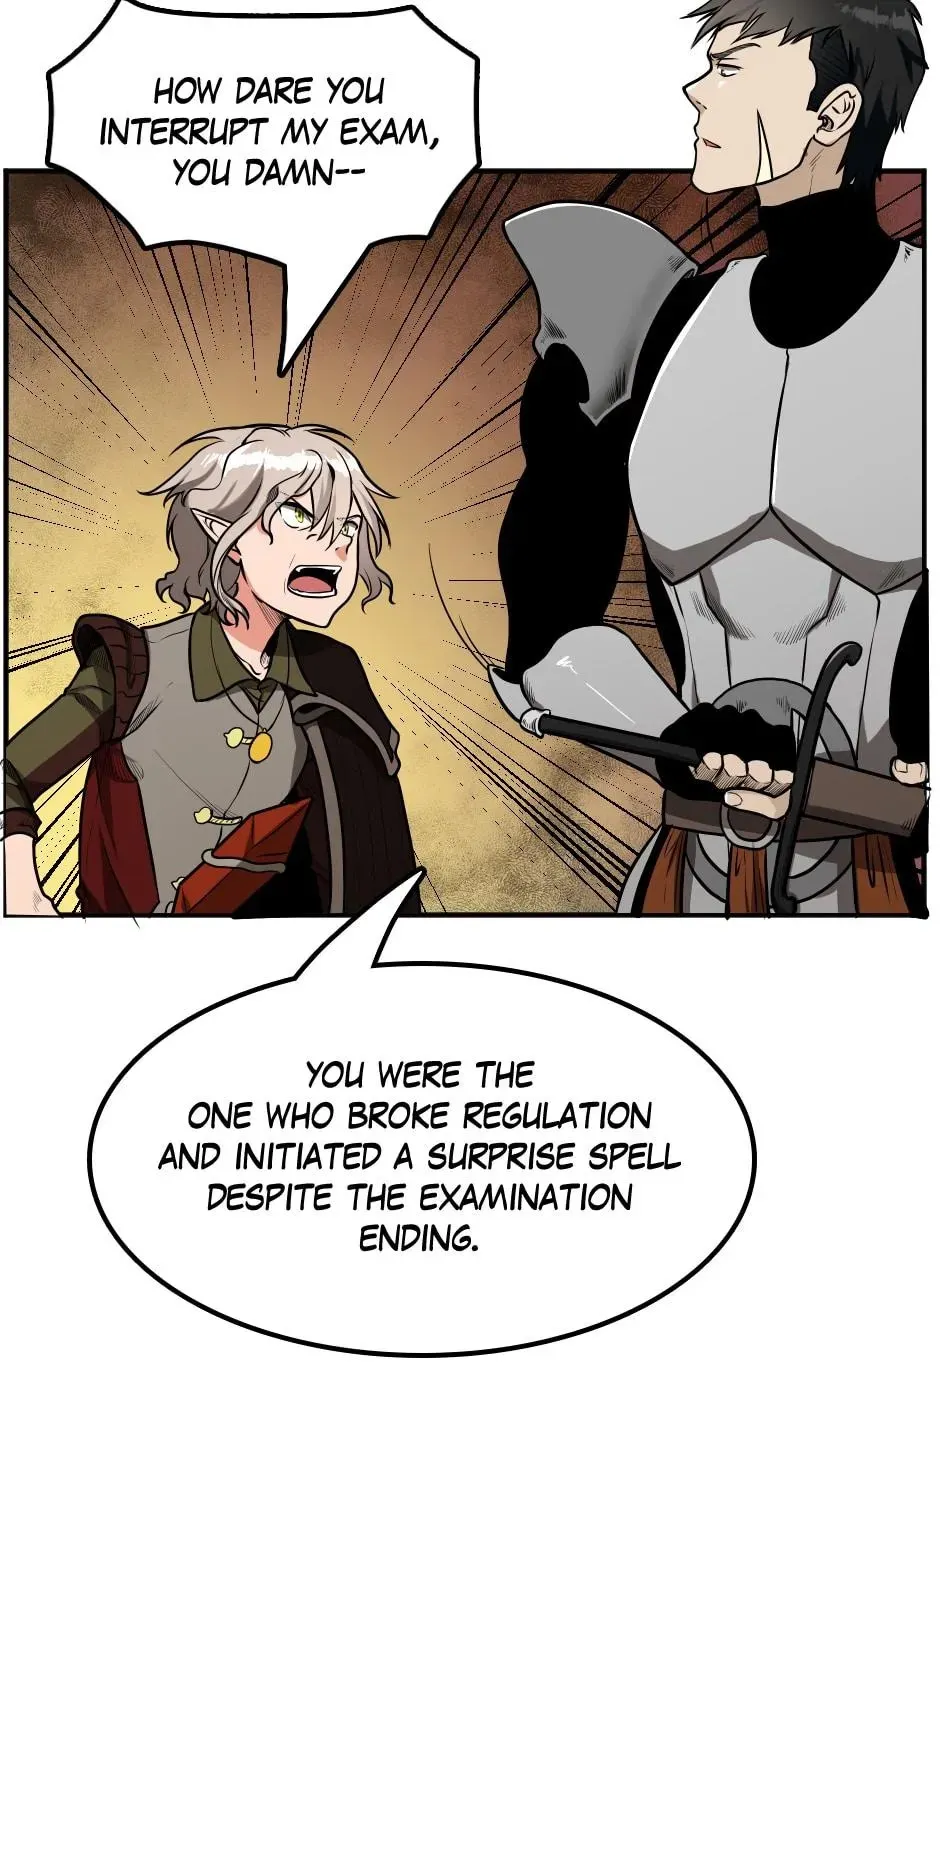 HOW DARE YOU
INTERRUPT MY EXAM,
YOU DAMN--
YOU WERE THE
ONE WHO BROKE REGULATION
AND INITIATED A SURPRISE SPELL
DESPITE THE EXAMINATION
ENDING.